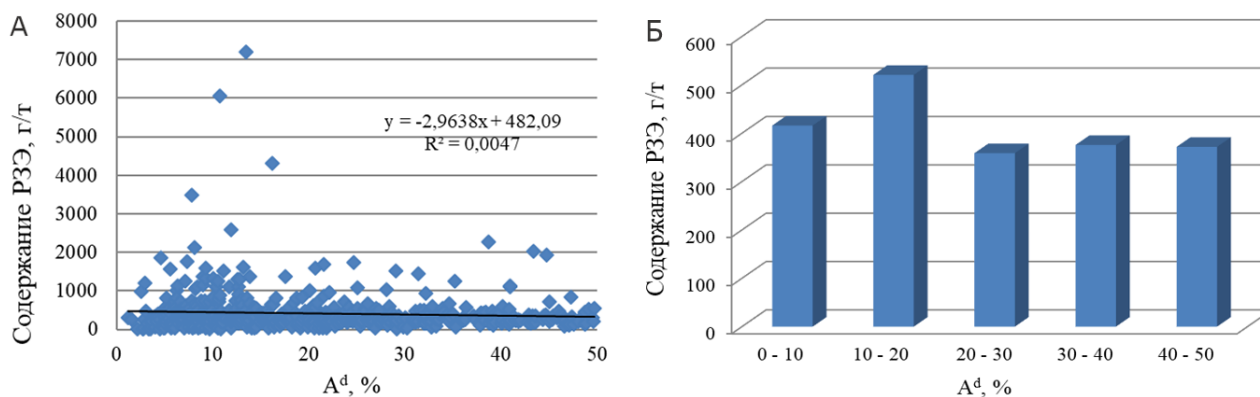 А
Содержание РЗЭ, г/т
8000
7000
6000
5000
4000
3000
2000
1000
0
y = -2,9638x + 482,09
R² = 0,0047
0 10 20 30 40 50
Aᵈ, %
Б
Содержание РЗЭ, г/т
600
500
400
300
200
100
0
0 - 10 10 - 20 20 - 30 30 - 40 40 - 50
Aᵈ, %